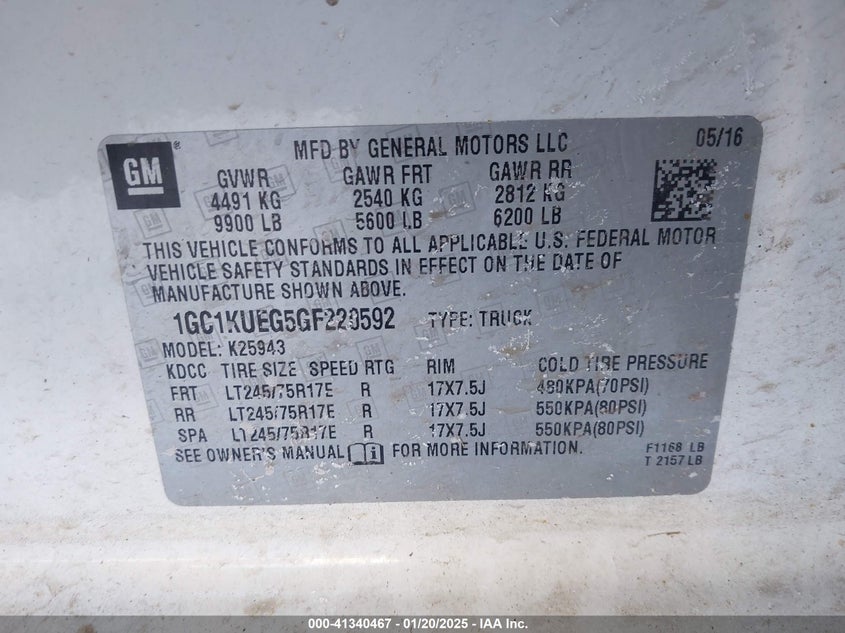 GM
MFD BY GENERAL MOTORS LLC
05/16
GVWR GAWR FRT GAWR RR
4491 KG 2540 KG 2812 KG
9900 LB 5600 LB 6200 LB
THIS VEHICLE CONFORMS TO ALL APPLICABLE U.S. FEDERAL MOTOR
VEHICLE SAFETY STANDARDS IN EFFECT ON THE DATE OF
MANUFACTURE SHOWN ABOVE.
1GC1KUEG5GF220592 TYPE: TRUCK
MODEL: K25943
KDCC TIRE SIZE SPEED RTG RIM COLD TIRE PRESSURE
FRT LT245/75R17E R 17X7.5J 480KPA(70PSI)
RR LT245/75R17E R 17X7.5J 550KPA(80PSI)
SPA LT245/75R17E R 17X7.5J 550KPA(80PSI)
SEE OWNER'S MANUAL FOR MORE INFORMATION.
F1168 LB
T 2157 LB
000-41340467 - 01/20/2025 - IAA Inc.